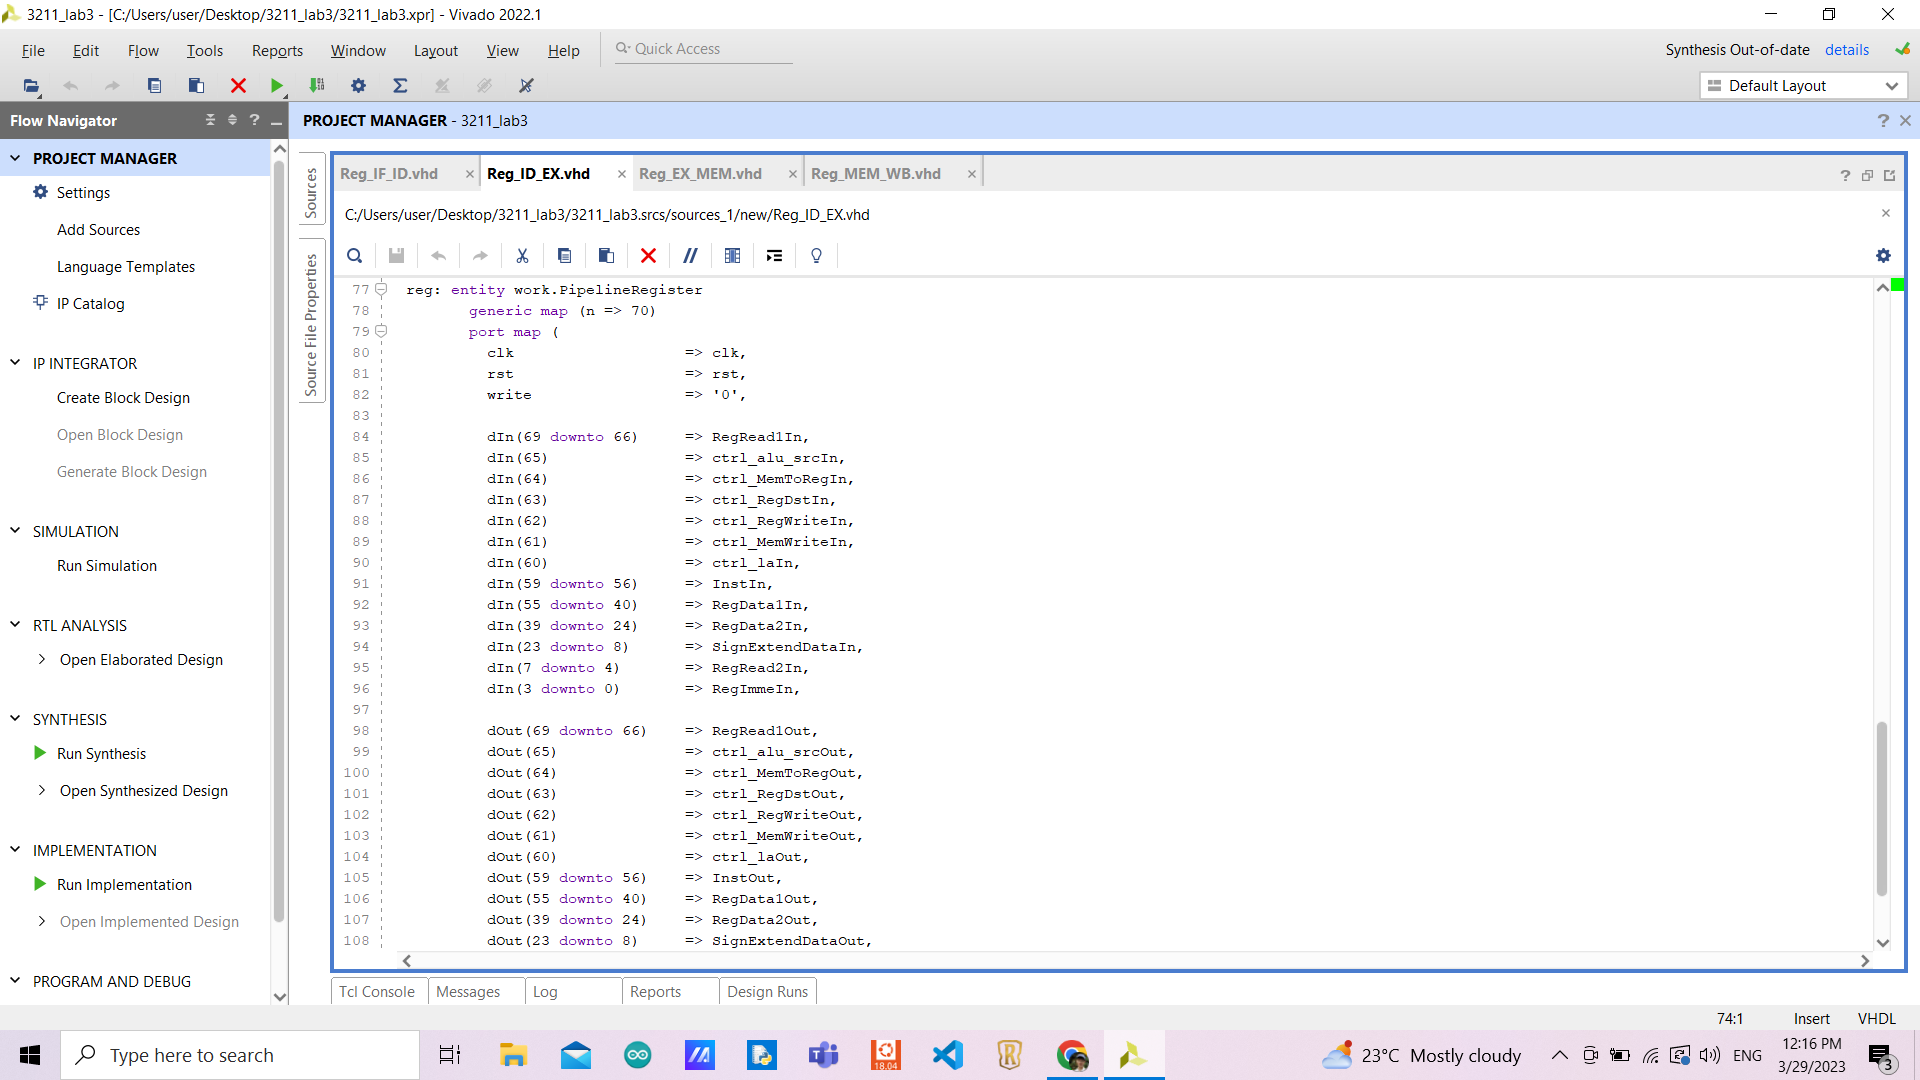 3211_lab3 - [C:/Users/user/Desktop/3211_lab3/3211_lab3.xpr] - Vivado 2022.1
File Edit Flow Tools Reports Window Layout View Help Quick Access
Synthesis Out-of-date details
Default Layout
Flow Navigator
PROJECT MANAGER - 3211_lab3
PROJECT MANAGER
Settings
Add Sources
Language Templates
IP Catalog
IP INTEGRATOR
Create Block Design
Open Block Design
Generate Block Design
SIMULATION
Run Simulation
RTL ANALYSIS
Open Elaborated Design
SYNTHESIS
Run Synthesis
Open Synthesized Design
IMPLEMENTATION
Run Implementation
Open Implemented Design
PROGRAM AND DEBUG
Sources
Source File Properties
Reg_IF_ID.vhd Reg_ID_EX.vhd Reg_EX_MEM.vhd Reg_MEM_WB.vhd
C:/Users/user/Desktop/3211_lab3/3211_lab3.srcs/sources_1/new/Reg_ID_EX.vhd
77 reg: entity work.PipelineRegister
78 generic map (n => 70)
79 port map (
80 clk => clk,
81 rst => rst,
82 write => '0',
83
84 dIn(69 downto 66) => RegRead1In,
85 dIn(65) => ctrl_alu_srcIn,
86 dIn(64) => ctrl_MemToRegIn,
87 dIn(63) => ctrl_RegDstIn,
88 dIn(62) => ctrl_RegWriteIn,
89 dIn(61) => ctrl_MemWriteIn,
90 dIn(60) => ctrl_laIn,
91 dIn(59 downto 56) => InstIn,
92 dIn(55 downto 40) => RegData1In,
93 dIn(39 downto 24) => RegData2In,
94 dIn(23 downto 8) => SignExtendDataIn,
95 dIn(7 downto 4) => RegRead2In,
96 dIn(3 downto 0) => RegImmeIn,
97
98 dOut(69 downto 66) => RegRead1Out,
99 dOut(65) => ctrl_alu_srcOut,
100 dOut(64) => ctrl_MemToRegOut,
101 dOut(63) => ctrl_RegDstOut,
102 dOut(62) => ctrl_RegWriteOut,
103 dOut(61) => ctrl_MemWriteOut,
104 dOut(60) => ctrl_laOut,
105 dOut(59 downto 56) => InstOut,
106 dOut(55 downto 40) => RegData1Out,
107 dOut(39 downto 24) => RegData2Out,
108 dOut(23 downto 8) => SignExtendDataOut,
Tcl Console Messages Log Reports Design Runs
74:1 Insert VHDL
Type here to search
18.04
23°C Mostly cloudy
ENG
12:16 PM
3/29/2023
3